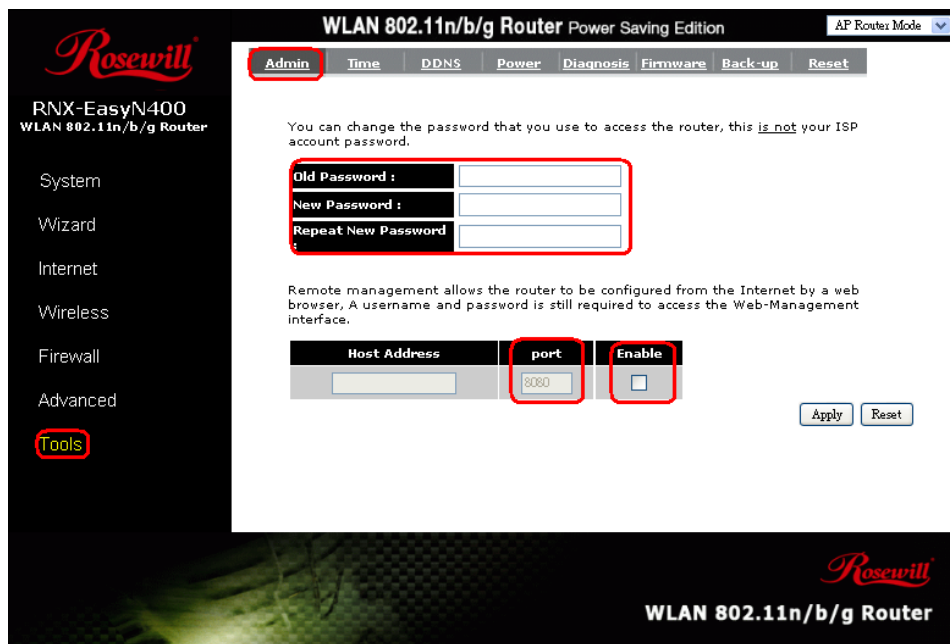 WLAN 802.11n/b/g Router Power Saving Edition
AP Router Mode
Rosewill
Admin Time DDNS Power Diagnosis Firmware Back-up Reset
RNX-EasyN400
WLAN 802.11n/b/g Router
System
Wizard
Internet
Wireless
Firewall
Advanced
Tools
You can change the password that you use to access the router, this is not your ISP
account password.
Old Password :
New Password :
Repeat New Password
:
Remote management allows the router to be configured from the Internet by a web
browser, A username and password is still required to access the Web-Management
interface.
Host Address port Enable
8080
Apply Reset
Rosewill
WLAN 802.11n/b/g Router